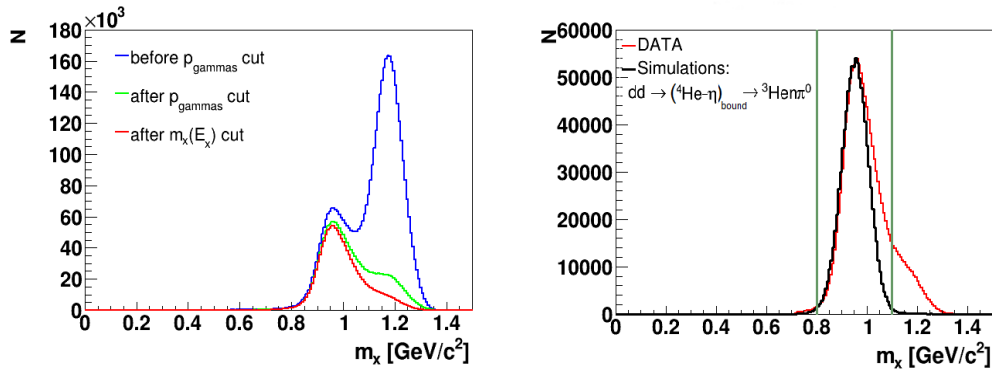 ×10³
N
180
160
140
120
100
80
60
40
20
0
before p_gammas cut
after p_gammas cut
after m_x(E_x) cut
0 0.2 0.4 0.6 0.8 1 1.2 1.4
m_x [GeV/c²]
N
60000
50000
40000
30000
20000
10000
0
DATA
Simulations:
dd → (⁴He-η)_bound → ³Henπ⁰
0 0.2 0.4 0.6 0.8 1 1.2 1.4
m_x [GeV/c²]